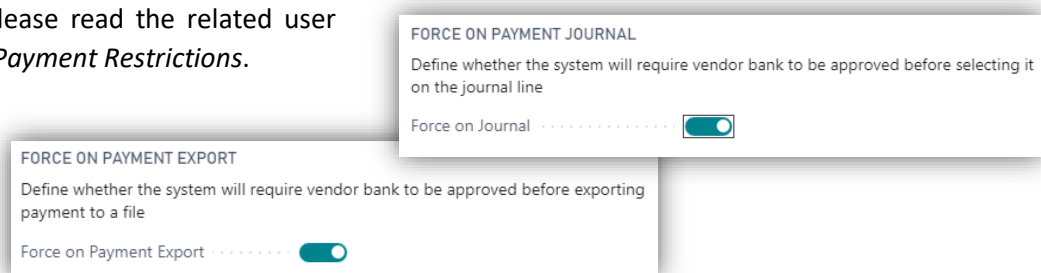 lease read the related user
Payment Restrictions.
FORCE ON PAYMENT JOURNAL
Define whether the system will require vendor bank to be approved before selecting it
on the journal line
Force on Journal
FORCE ON PAYMENT EXPORT
Define whether the system will require vendor bank to be approved before exporting
payment to a file
Force on Payment Export